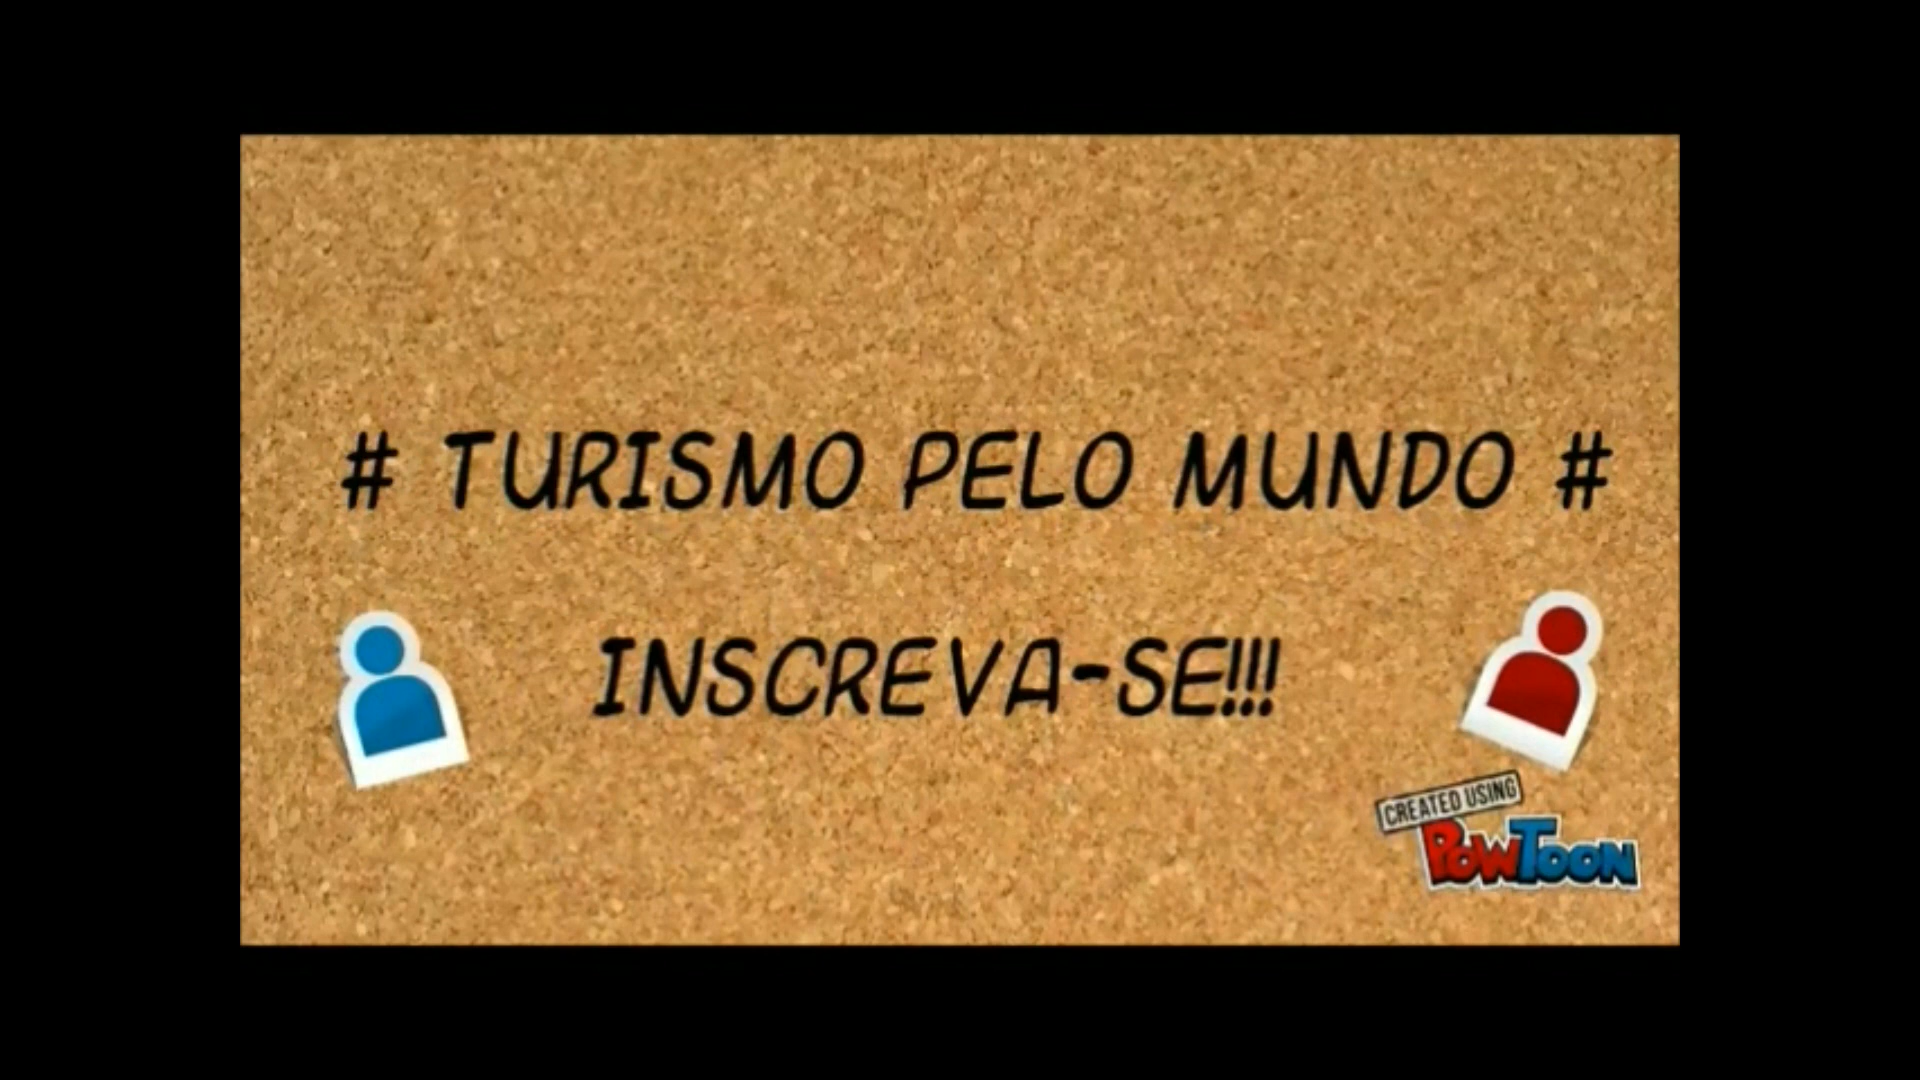 # TURISMO PELO MUNDO #
INSCREVA-SE!!!
CREATED USING
POWTOON